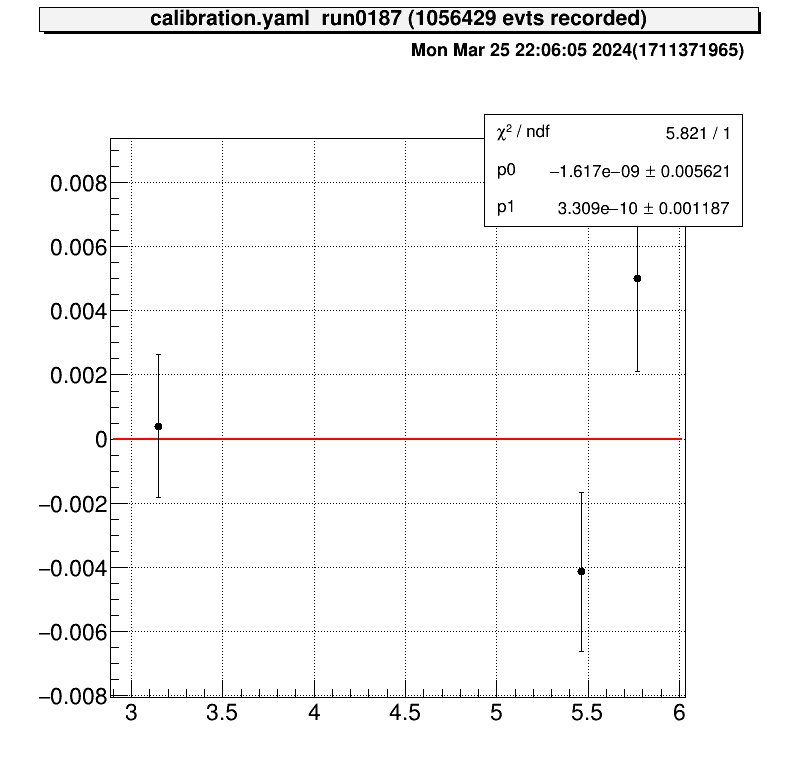 calibration.yaml run0187 (1056429 evts recorded)
Mon Mar 25 22:06:05 2024(1711371965)
χ² / ndf 5.821 / 1
p0 −1.617e−09 ± 0.005621
p1 3.309e−10 ± 0.001187
0.008
0.006
0.004
0.002
0
−0.002
−0.004
−0.006
−0.008
3 3.5 4 4.5 5 5.5 6